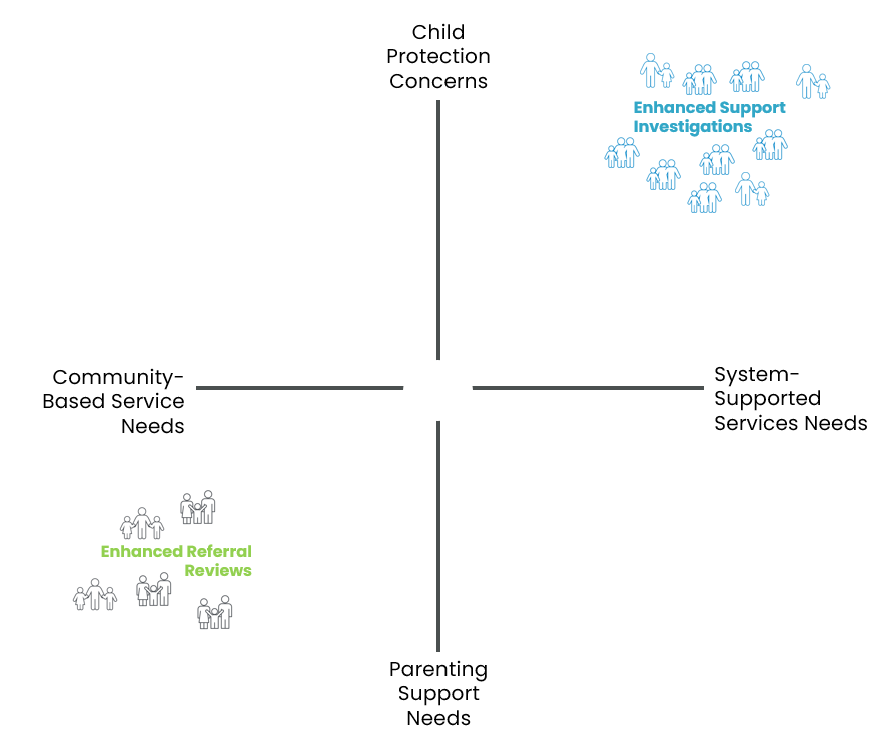 Child
Protection
Concerns
Enhanced Support
Investigations
Community-
Based Service
Needs
System-
Supported
Services Needs
Enhanced Referral
Reviews
Parenting
Support
Needs